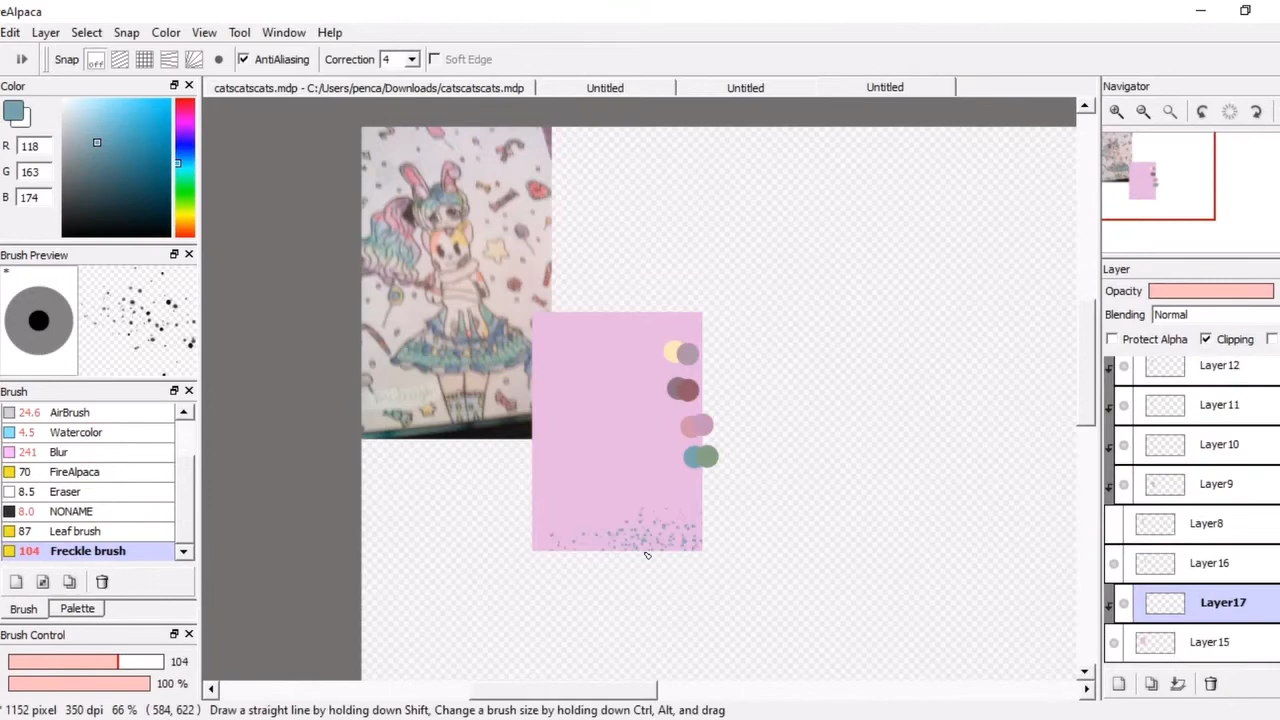 reAlpaca
Edit Layer Select Snap Color View Tool Window Help
Snap off AntiAliasing Correction 4 Soft Edge
Color
catscatscats.mdp - C:/Users/penca/Downloads/catscatscats.mdp Untitled Untitled Untitled
Navigator
R 118
G 163
B 174
Brush Preview
*
Layer
Opacity
Blending Normal
Protect Alpha Clipping
Layer12
Layer11
Layer10
Layer9
Layer8
Layer16
Layer17
Layer15
Brush
24.6 AirBrush
4.5 Watercolor
241 Blur
70 FireAlpaca
8.5 Eraser
8.0 NONAME
87 Leaf brush
104 Freckle brush
Brush Palette
Brush Control
104
100 %
* 1152 pixel 350 dpi 66 % ( 584, 622 ) Draw a straight line by holding down Shift, Change a brush size by holding down Ctrl, Alt, and drag